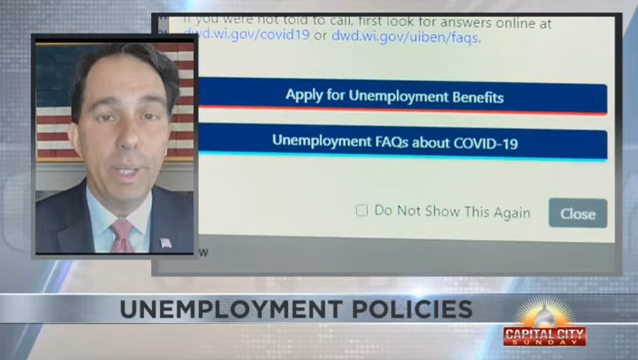 If you were not told to call, first look for answers online at
dwd.wi.gov/covid19 or dwd.wi.gov/uiben/faqs.
Apply for Unemployment Benefits
Unemployment FAQs about COVID-19
Do Not Show This Again
Close
UNEMPLOYMENT POLICIES
CAPITAL CITY
SUNDAY